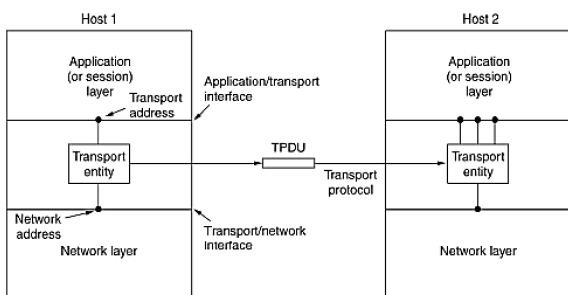 Host 1
Host 2
Application
(or session)
layer
Application/transport
interface
Application
(or session)
layer
Transport
address
TPDU
Transport
entity
Transport
protocol
Transport
entity
Network
address
Transport/network
Interface
Network layer
Network layer